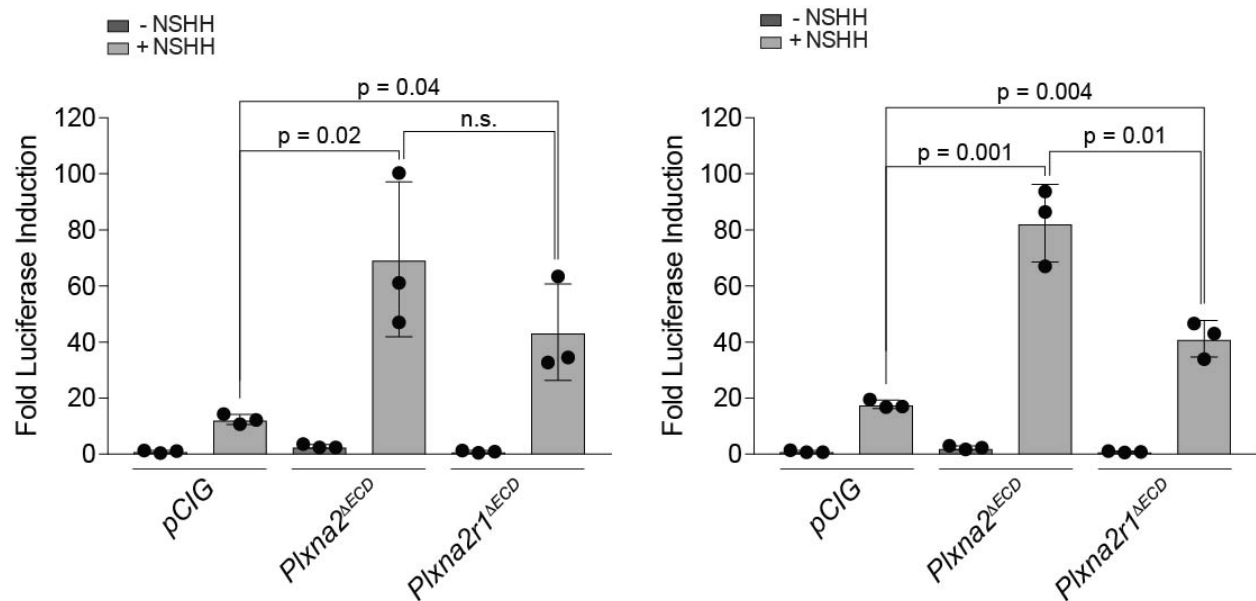 - NSHH
+ NSHH
p = 0.04
p = 0.02
n.s.
Fold Luciferase Induction
120
100
80
60
40
20
0
pCIG
Plxna2ΔECD
Plxna2r1ΔECD
- NSHH
+ NSHH
p = 0.004
p = 0.001
p = 0.01
Fold Luciferase Induction
120
100
80
60
40
20
0
pCIG
Plxna2ΔECD
Plxna2r1ΔECD